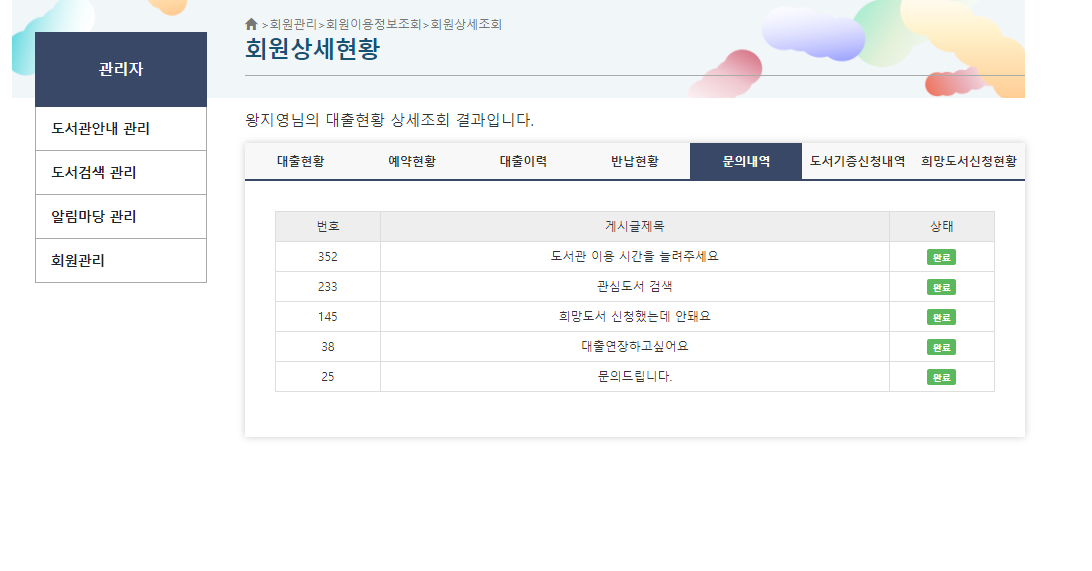 >회원관리>회원이용정보조회>회원상세조회
회원상세현황
관리자
도서관안내 관리
도서검색 관리
알림마당 관리
회원관리
왕지영님의 대출현황 상세조회 결과입니다.
대출현황 예약현황 대출이력 반납현황 문의내역 도서기증신청내역 희망도서신청현황
번호 게시글제목 상태
352 도서관 이용 시간을 늘려주세요 완료
233 관심도서 검색 완료
145 희망도서 신청했는데 안돼요 완료
38 대출연장하고싶어요 완료
25 문의드립니다. 완료